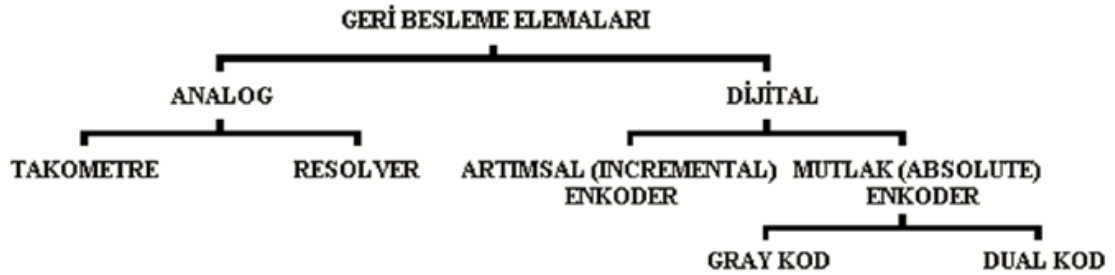 GERİ BESLEME ELEMALARI
ANALOG
DİJİTAL
TAKOMETRE
RESOLVER
ARTIMSAL (INCREMENTAL)
ENKODER
MUTLAK (ABSOLUTE)
ENKODER
GRAY KOD
DUAL KOD